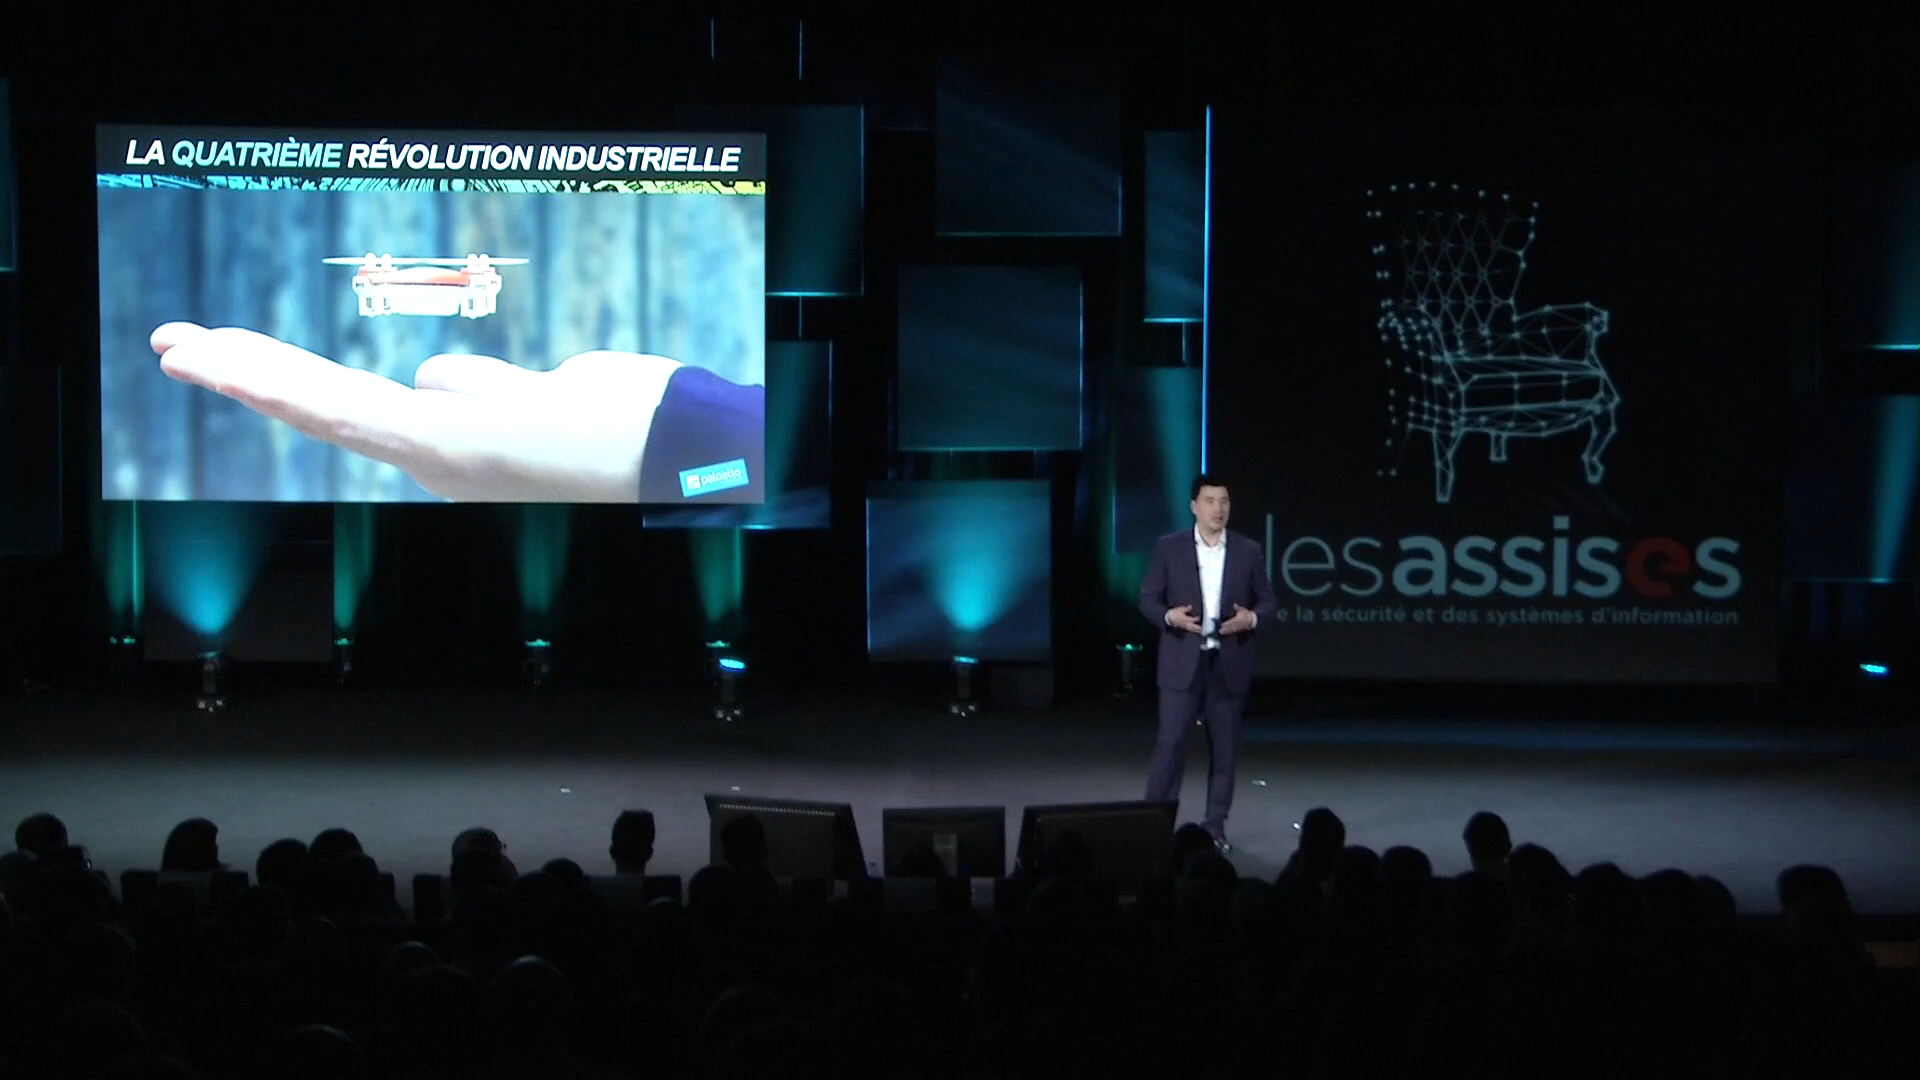 LA QUATRIÈME RÉVOLUTION INDUSTRIELLE
paloalto
lesassises
e la sécurité et des systèmes d'information